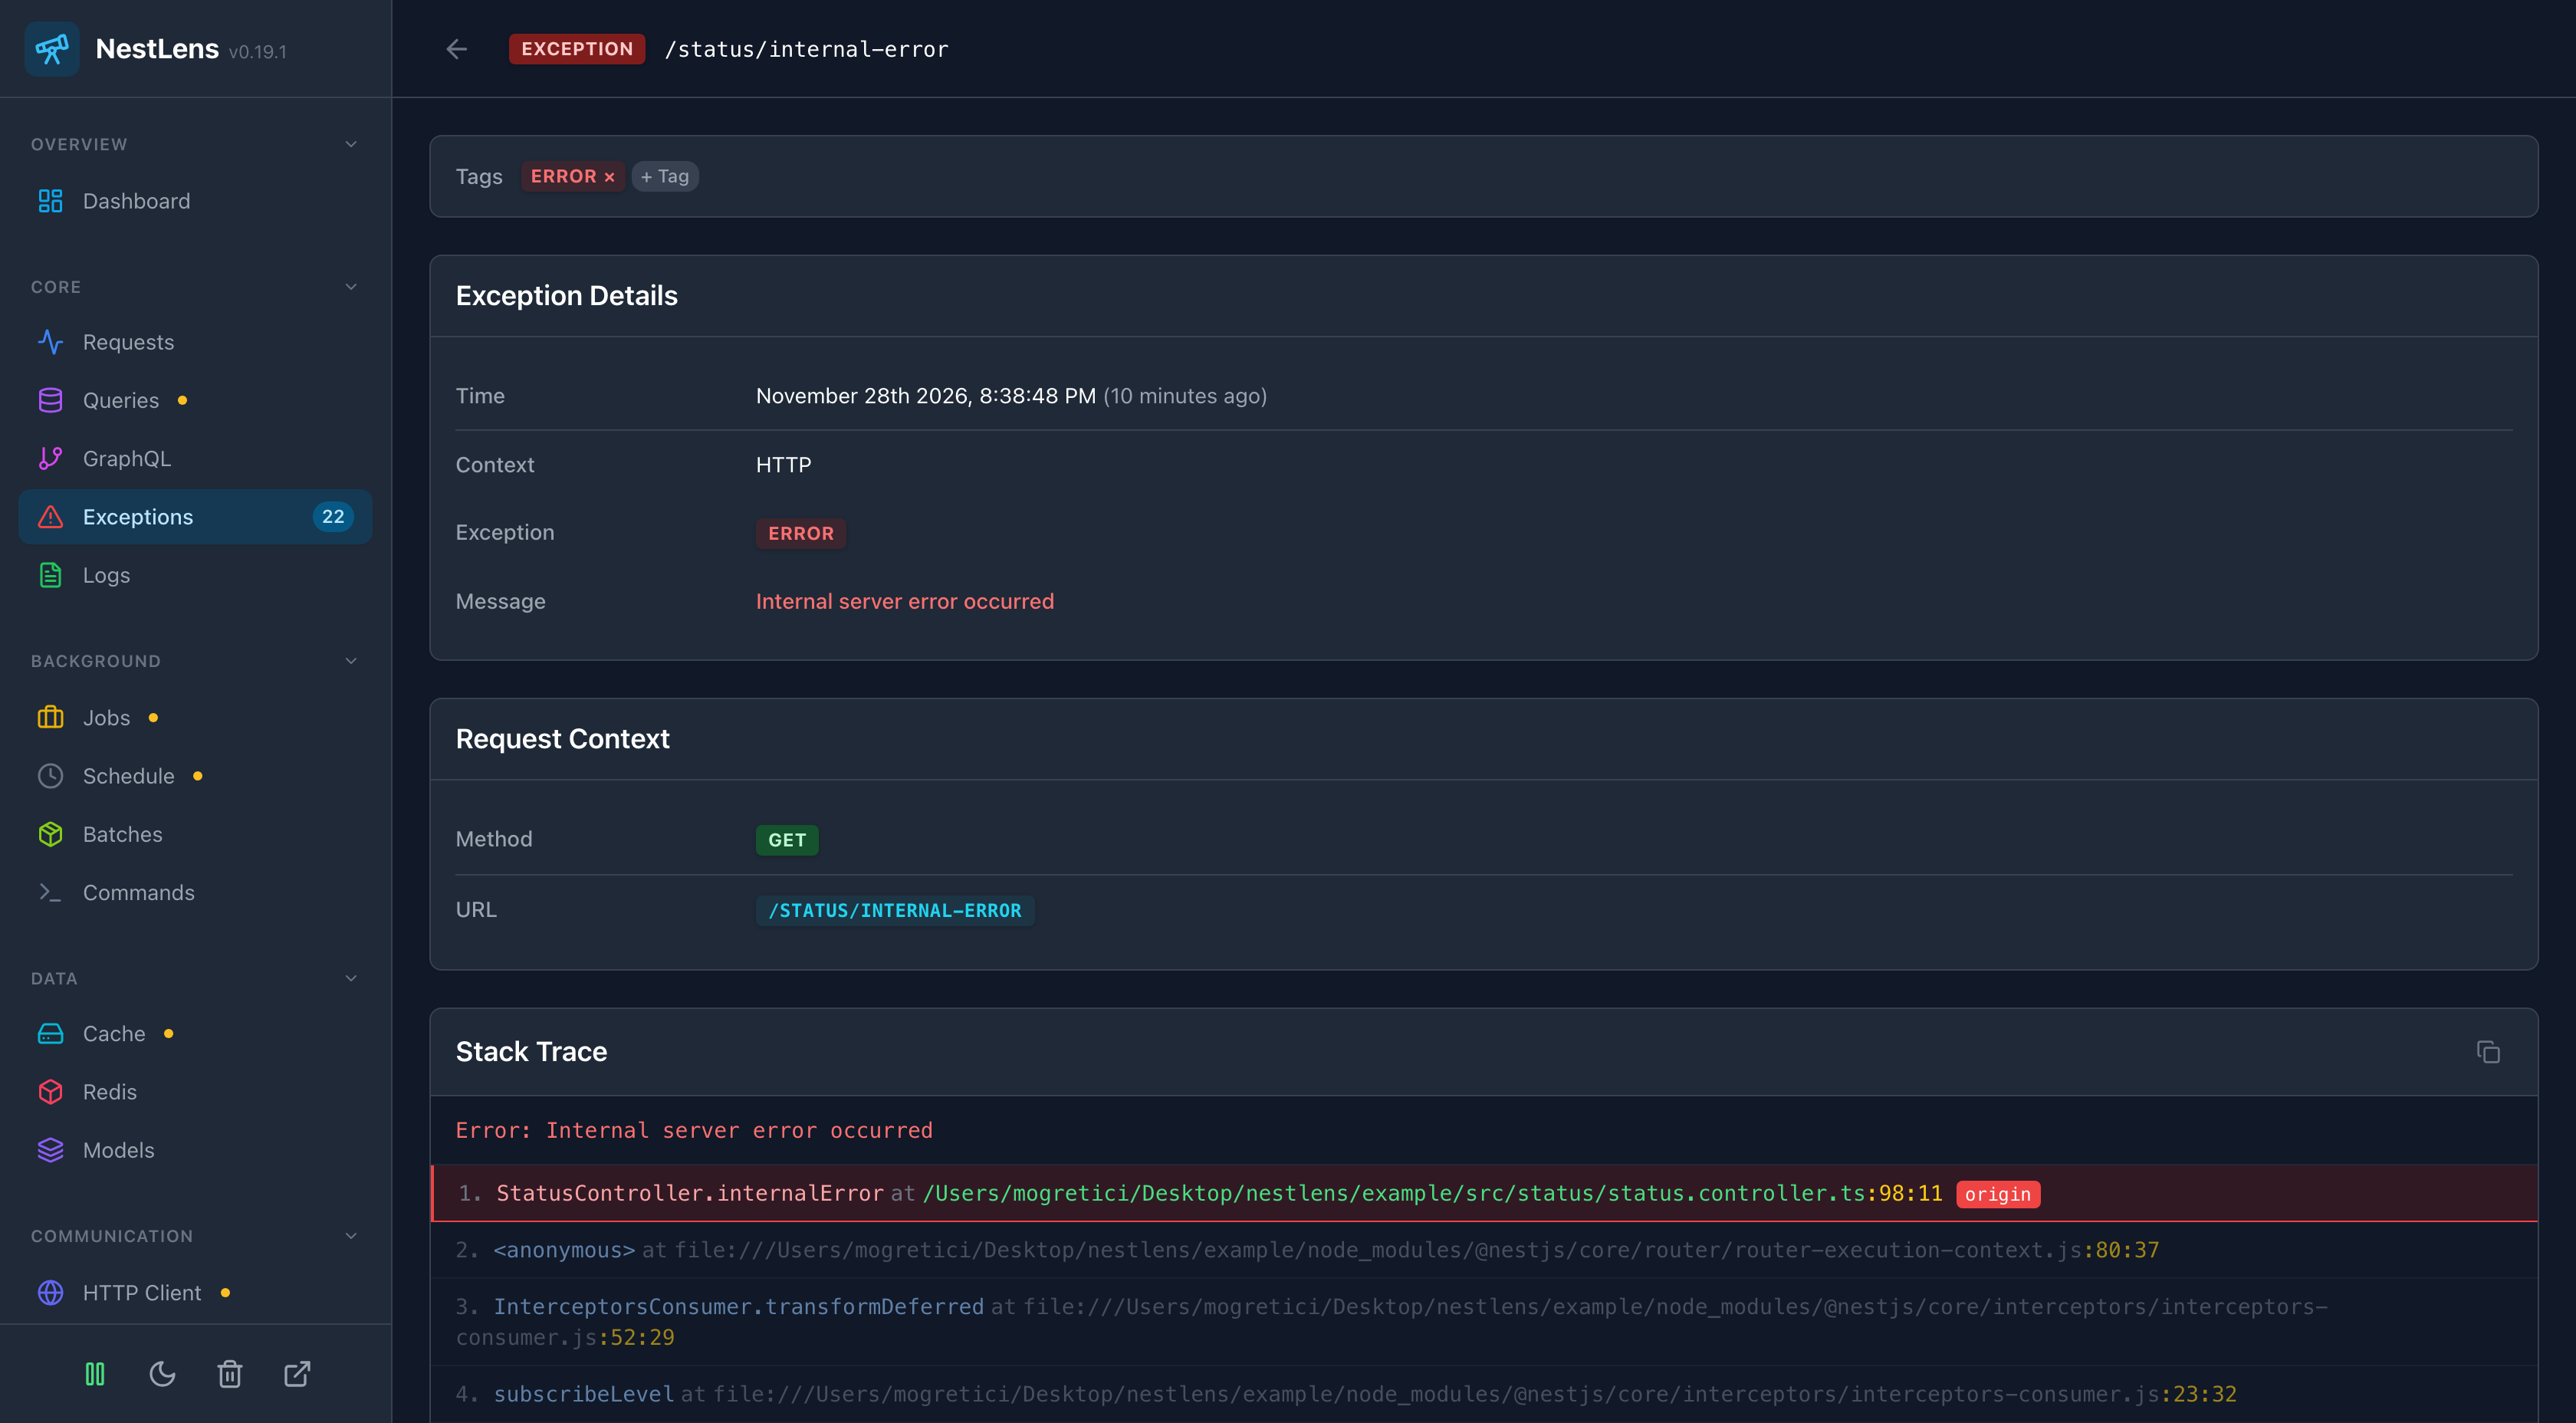 NestLens v0.19.1
OVERVIEW
Dashboard
CORE
Requests
Queries
GraphQL
Exceptions 22
Logs
BACKGROUND
Jobs
Schedule
Batches
Commands
DATA
Cache
Redis
Models
COMMUNICATION
HTTP Client
EXCEPTION /status/internal-error
Tags ERROR × + Tag
Exception Details
Time November 28th 2026, 8:38:48 PM (10 minutes ago)
Context HTTP
Exception ERROR
Message Internal server error occurred
Request Context
Method GET
URL /STATUS/INTERNAL-ERROR
Stack Trace
Error: Internal server error occurred
1. StatusController.internalError at /Users/mogretici/Desktop/nestlens/example/src/status/status.controller.ts:98:11 origin
2. <anonymous> at file:///Users/mogretici/Desktop/nestlens/example/node_modules/@nestjs/core/router/router-execution-context.js:80:37
3. InterceptorsConsumer.transformDeferred at file:///Users/mogretici/Desktop/nestlens/example/node_modules/@nestjs/core/interceptors/interceptors-
consumer.js:52:29
4. subscribeLevel at file:///Users/mogretici/Desktop/nestlens/example/node_modules/@nestjs/core/interceptors/interceptors-consumer.js:23:32